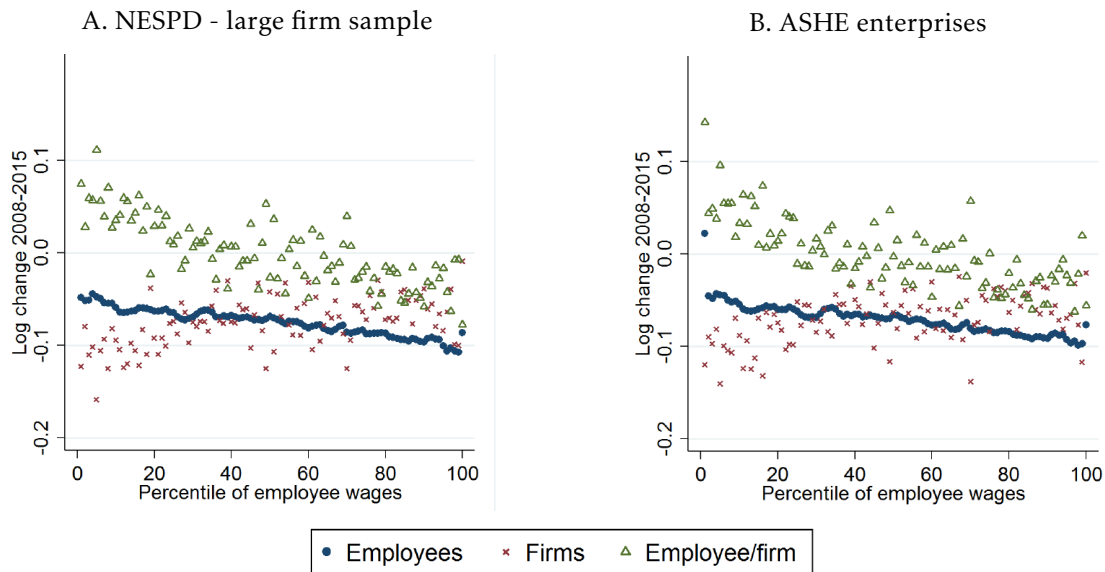 A. NESPD - large firm sample
B. ASHE enterprises
Log change 2008-2015
0.1
0.0
-0.1
-0.2
0 20 40 60 80 100
Percentile of employee wages
Log change 2008-2015
0.1
0.0
-0.1
-0.2
0 20 40 60 80 100
Percentile of employee wages
Employees Firms Employee/firm